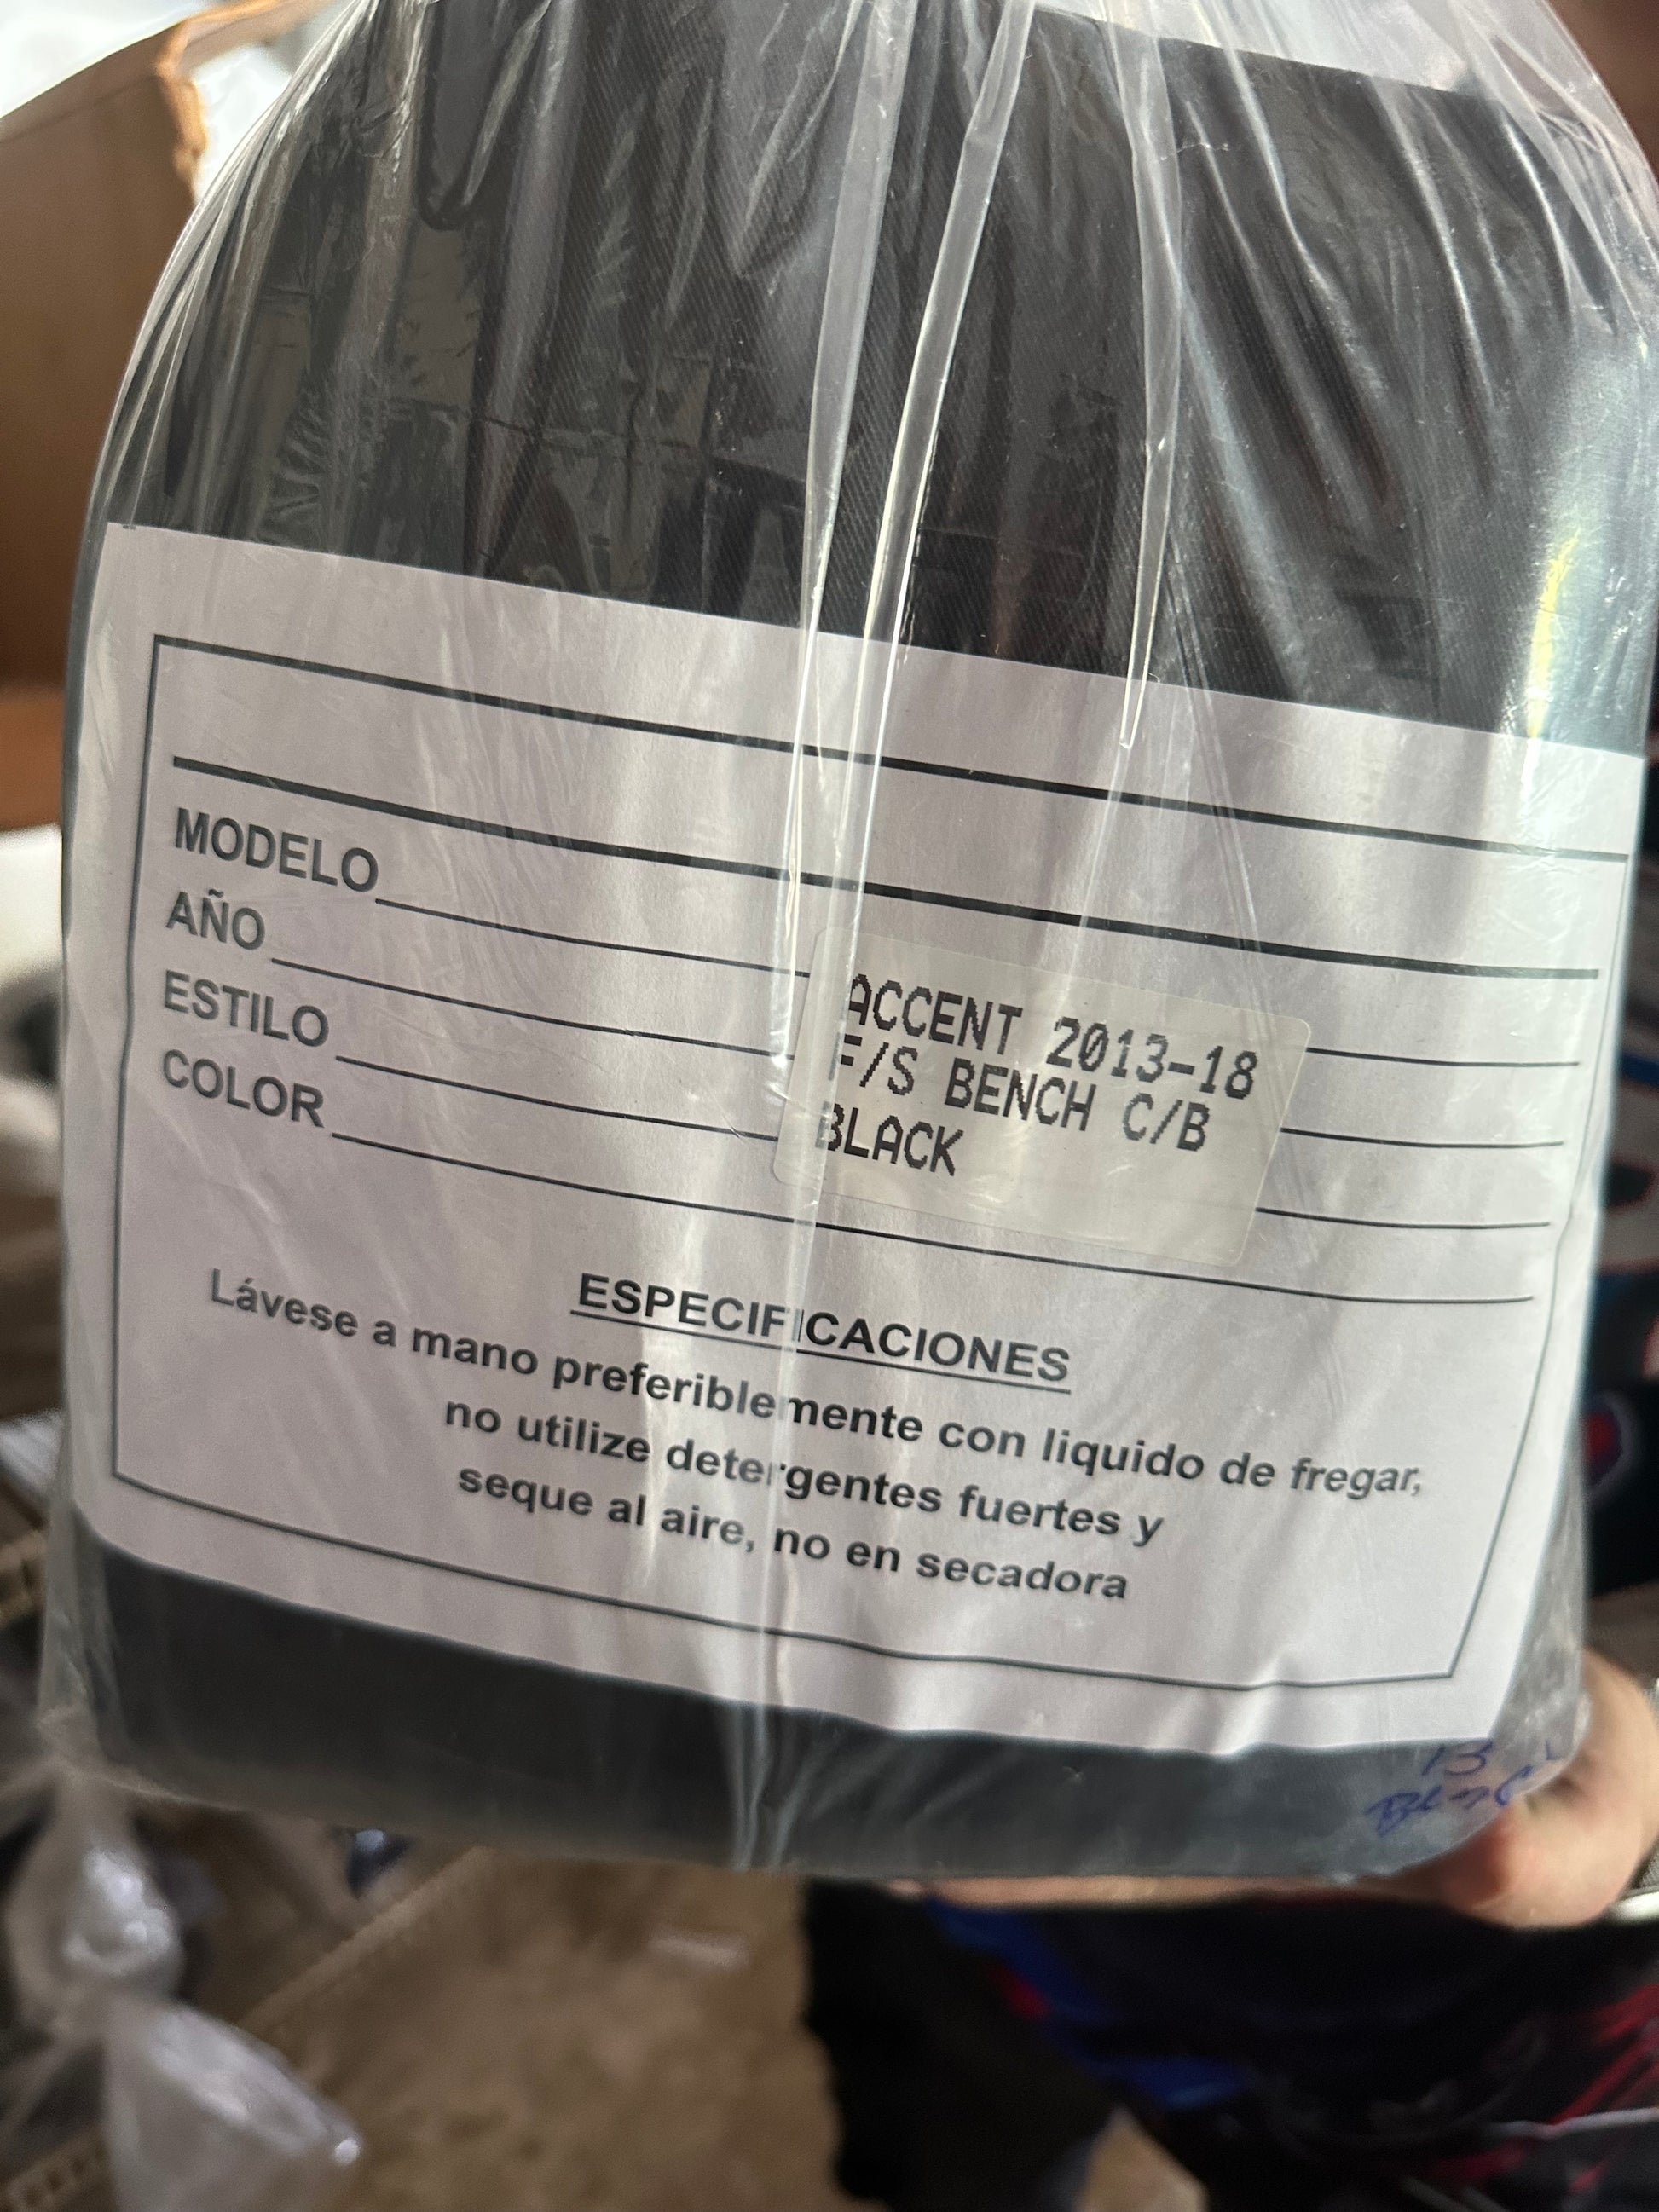 MODELO
AÑO
ESTILO
COLOR
ACCENT 2013-18
F/S BENCH C/B
BLACK
ESPECIFICACIONES
Lávese a mano preferiblemente con liquido de fregar,
no utilize detergentes fuertes y
seque al aire, no en secadora
13